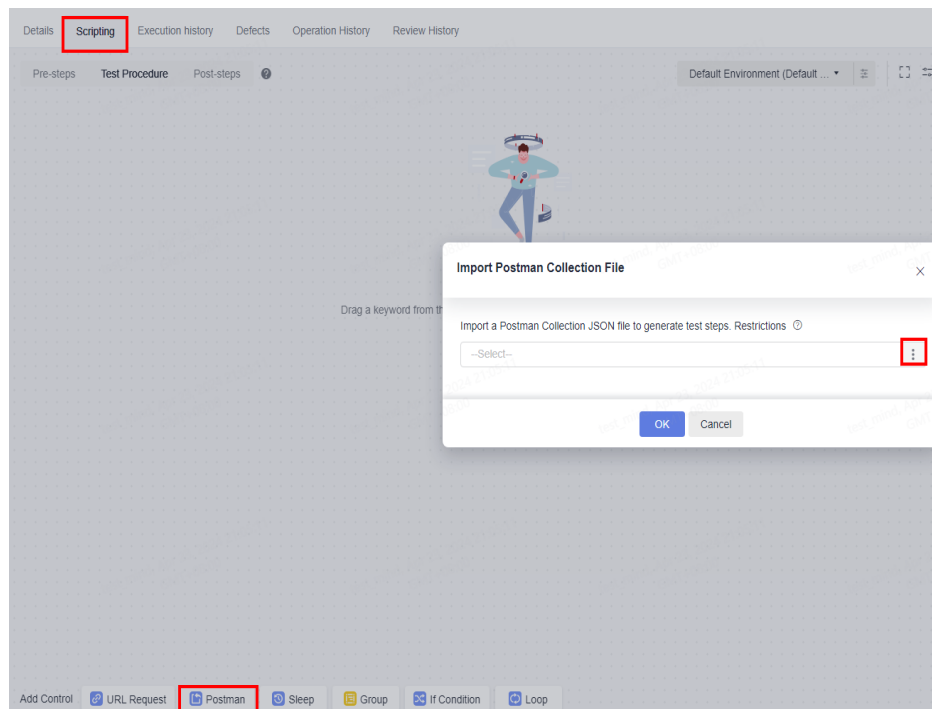 Details Scripting Execution history Defects Operation History Review History
Pre-steps Test Procedure Post-steps Default Environment (Default ...
Import Postman Collection File
Drag a keyword from th
Import a Postman Collection JSON file to generate test steps. Restrictions
--Select--
OK Cancel
Add Control URL Request Postman Sleep Group If Condition Loop